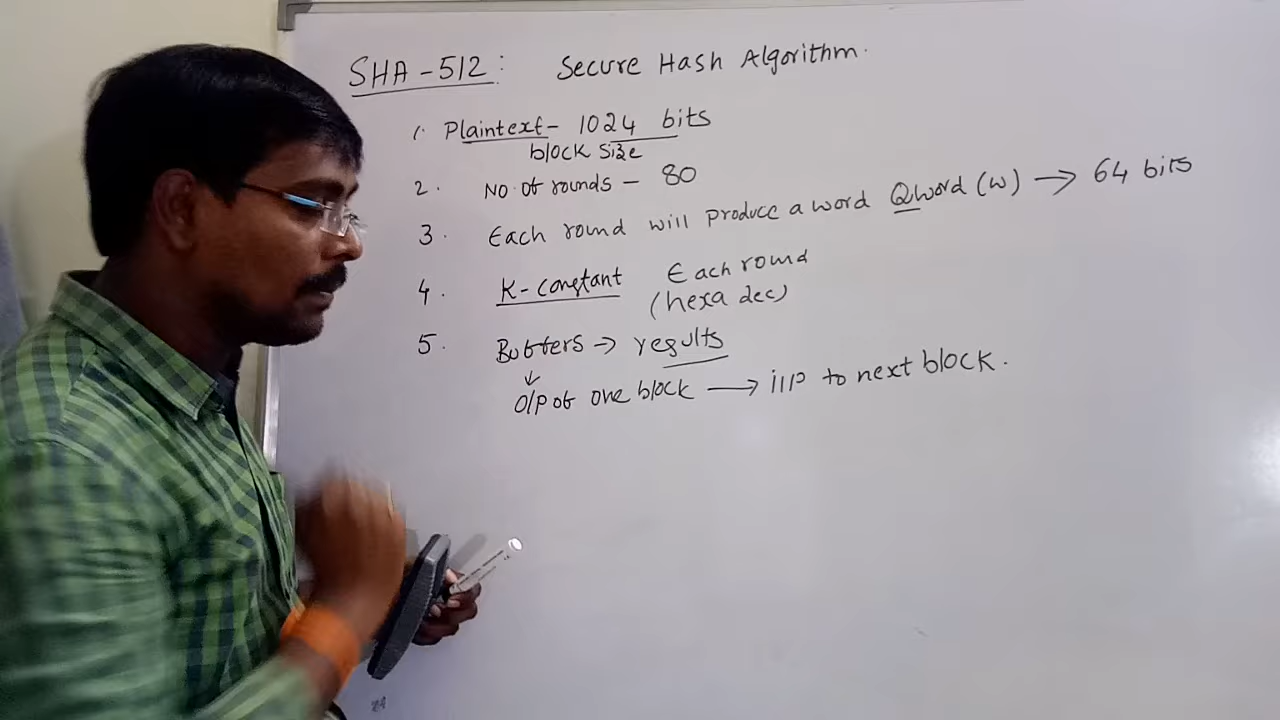 SHA-512: Secure Hash Algorithm.
1. Plaintext - 1024 bits
block size
2. No. of rounds - 80
3. Each round will produce a word Qword (w) → 64 bits
4. K-constant Each round
(hexa dec)
5. Buffers → results
↓
O/P of one block → i/p to next block.